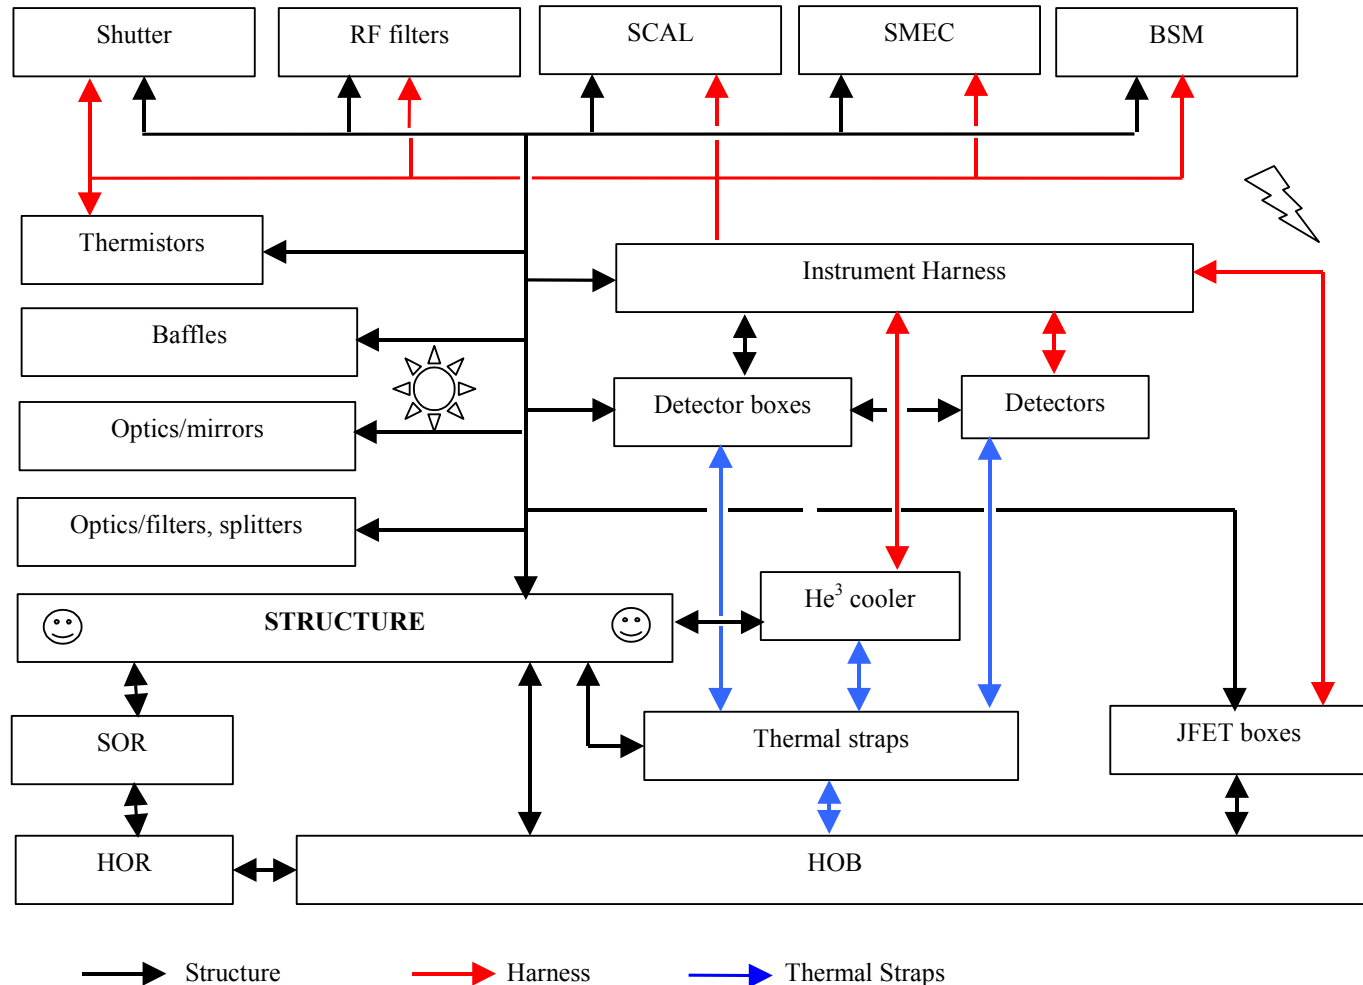 Shutter
RF filters
SCAL
SMEC
BSM
Thermistors
Instrument Harness
Baffles
Detector boxes
Detectors
Optics/mirrors
Optics/filters, splitters
He³ cooler
STRUCTURE
SOR
Thermal straps
JFET boxes
HOR
HOB
Structure
Harness
Thermal Straps